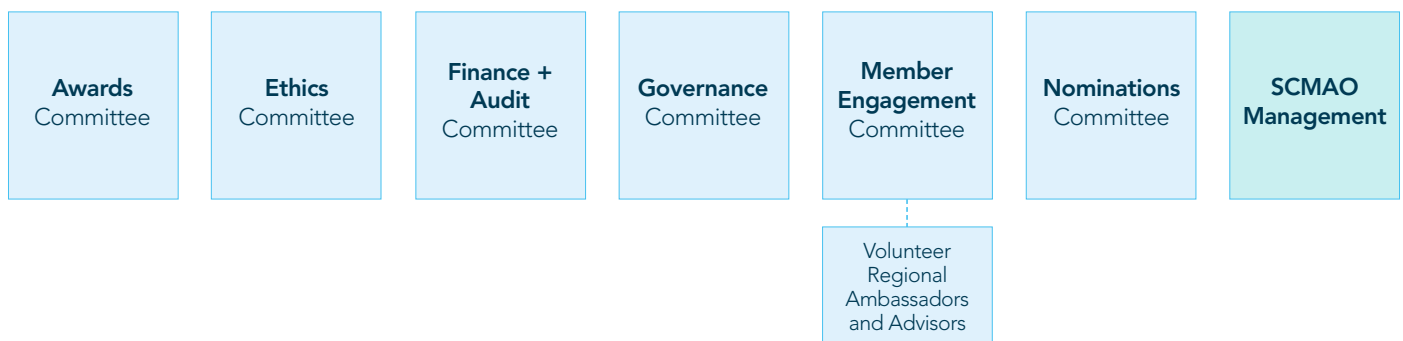 Awards
Committee
Ethics
Committee
Finance +
Audit
Committee
Governance
Committee
Member
Engagement
Committee
Nominations
Committee
SCMAO
Management
Volunteer
Regional
Ambassadors
and Advisors